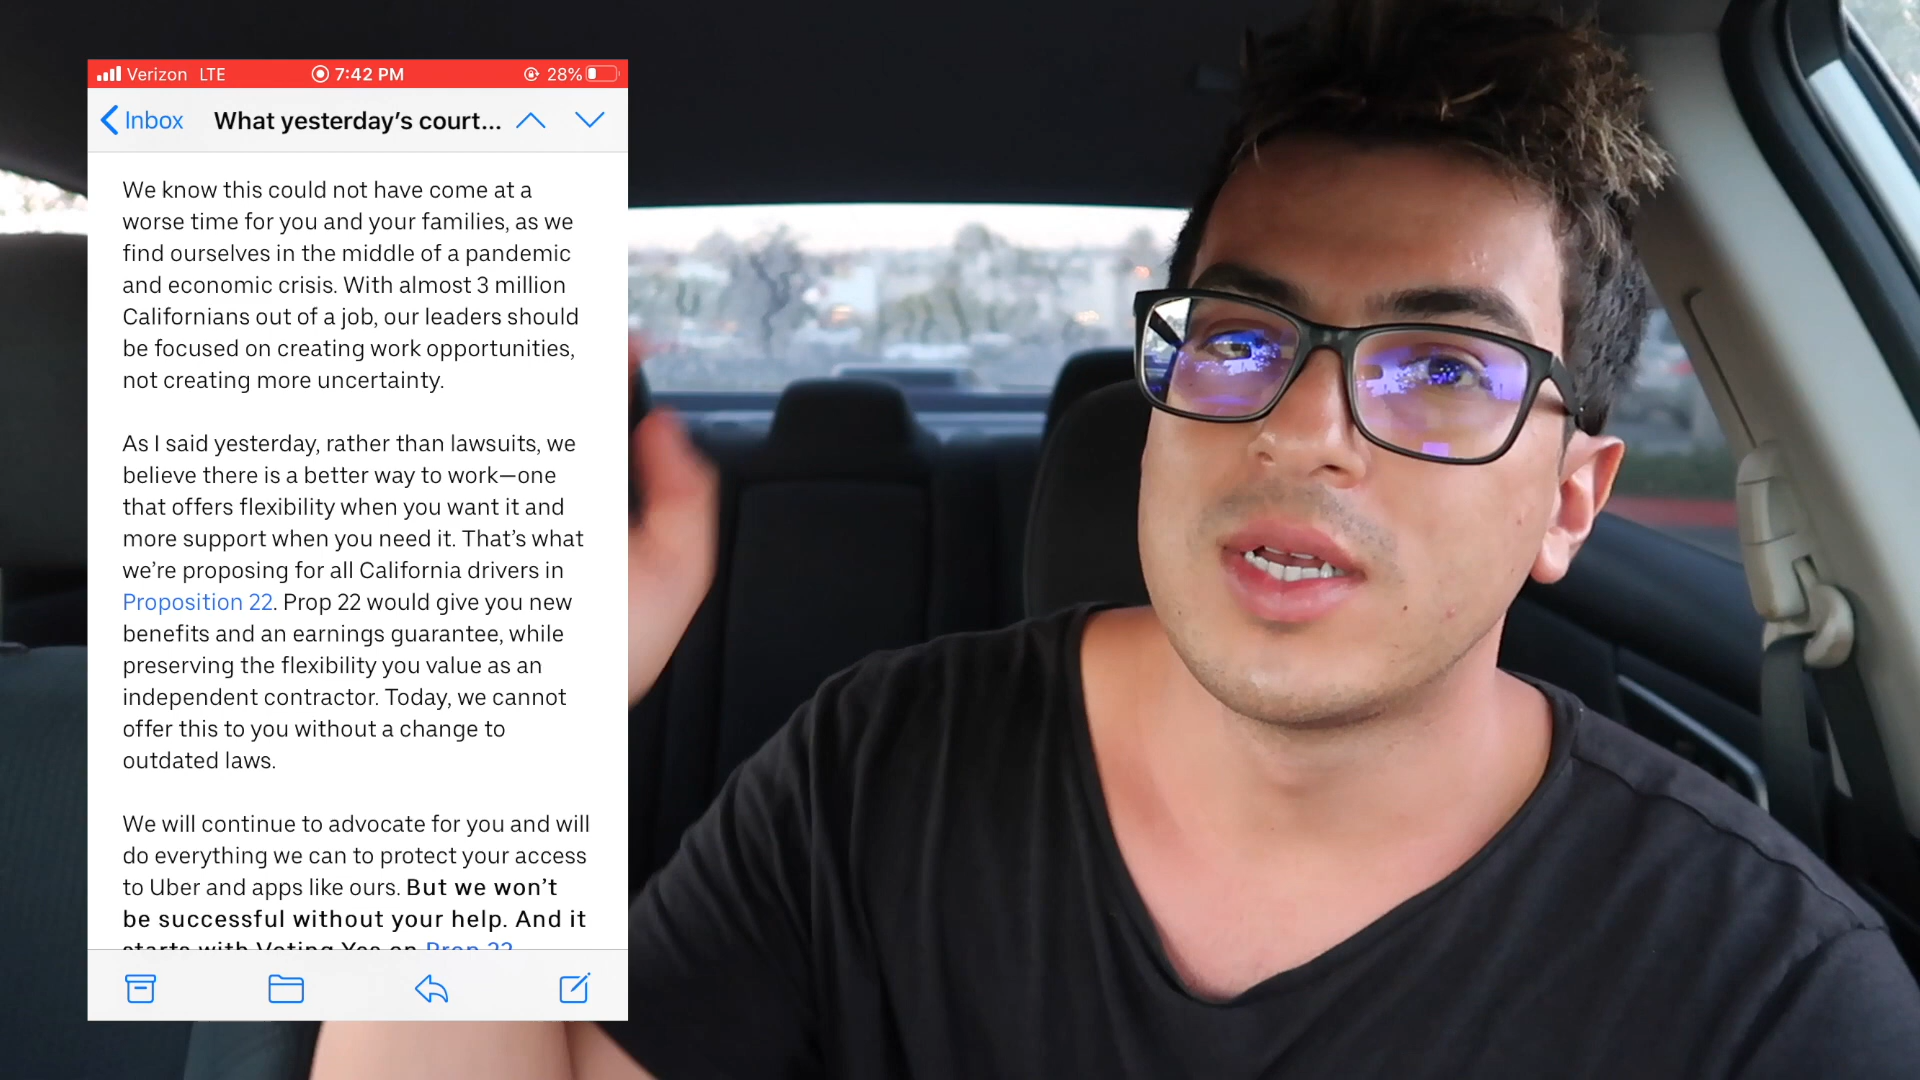 Verizon LTE 7:42 PM 28%
Inbox What yesterday's court...
We know this could not have come at a
worse time for you and your families, as we
find ourselves in the middle of a pandemic
and economic crisis. With almost 3 million
Californians out of a job, our leaders should
be focused on creating work opportunities,
not creating more uncertainty.
As I said yesterday, rather than lawsuits, we
believe there is a better way to work—one
that offers flexibility when you want it and
more support when you need it. That's what
we're proposing for all California drivers in
Proposition 22. Prop 22 would give you new
benefits and an earnings guarantee, while
preserving the flexibility you value as an
independent contractor. Today, we cannot
offer this to you without a change to
outdated laws.
We will continue to advocate for you and will
do everything we can to protect your access
to Uber and apps like ours. But we won't
be successful without your help. And it
starts with Voting Yes on Prop 22